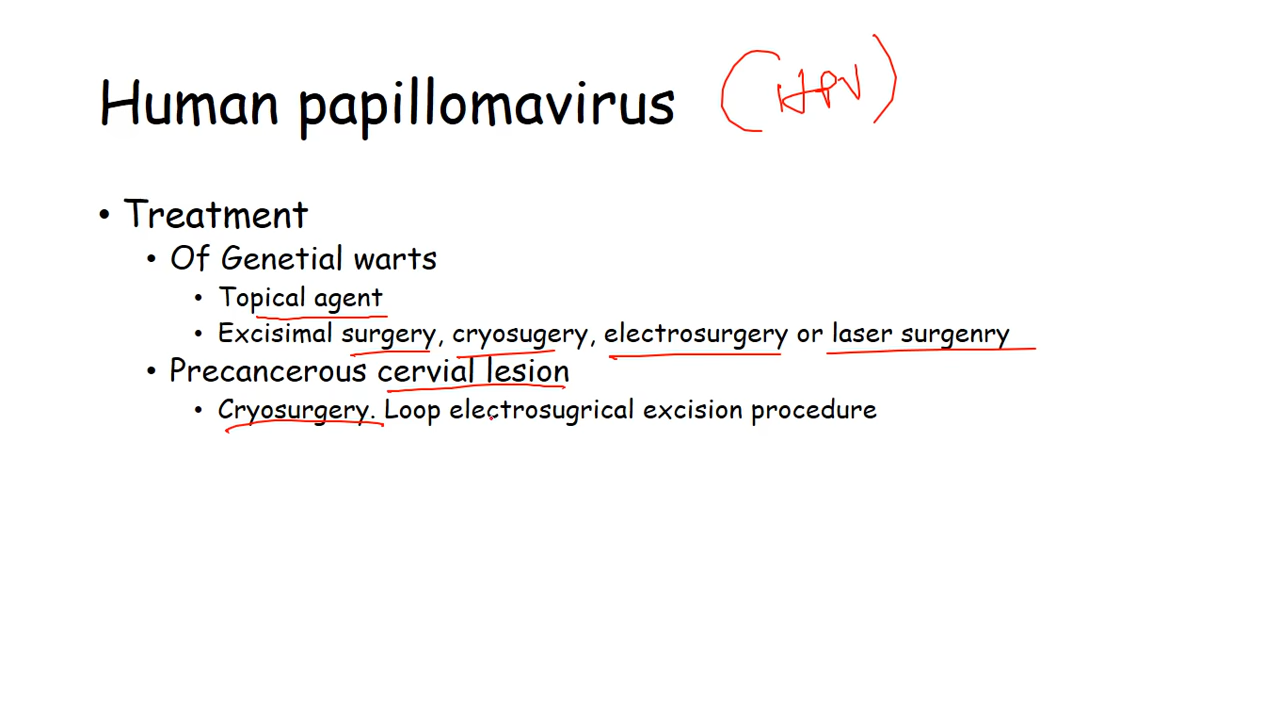 Human papillomavirus (HPV)
• Treatment
• Of Genetial warts
• Topical agent
• Excisimal surgery, cryosugery, electrosurgery or laser surgenry
• Precancerous cervial lesion
• Cryosurgery. Loop electrosugrical excision procedure